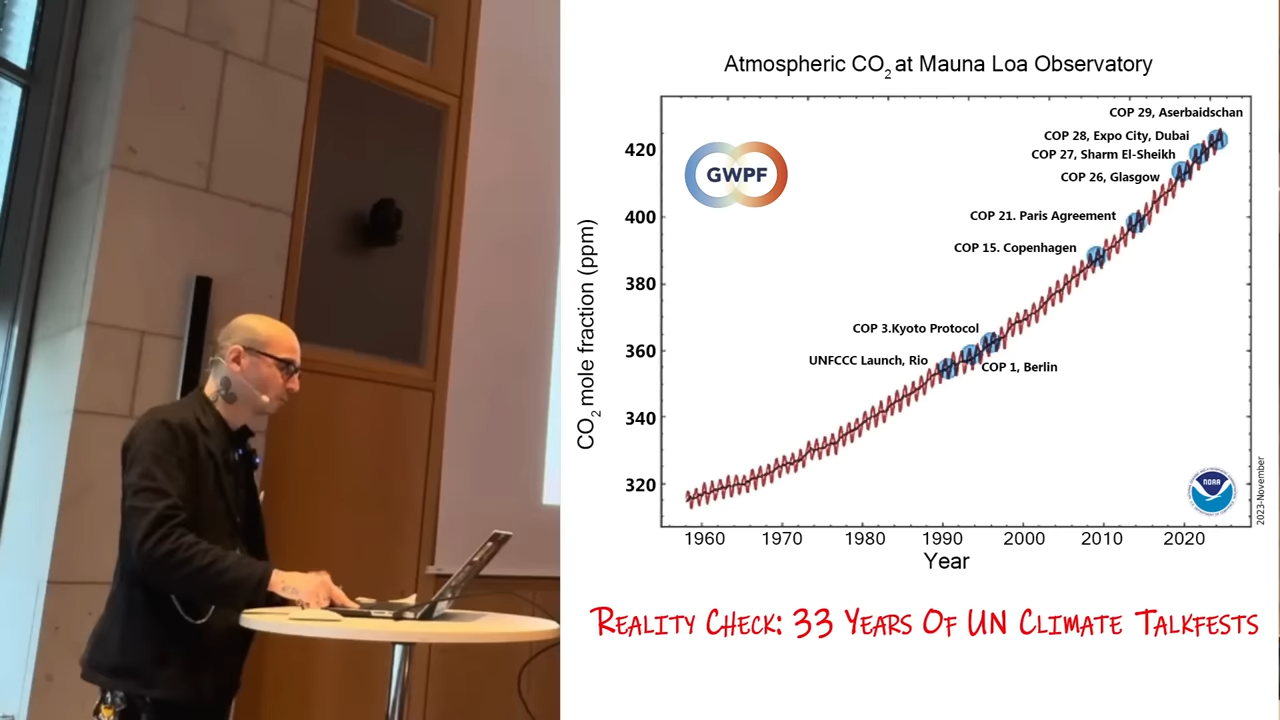 Atmospheric CO2 at Mauna Loa Observatory
COP 29, Aserbaidschan
COP 28, Expo City, Dubai
COP 27, Sharm El-Sheikh
COP 26, Glasgow
GWPF
COP 21. Paris Agreement
COP 15. Copenhagen
COP 3.Kyoto Protocol
UNFCCC Launch, Rio
COP 1, Berlin
420
400
380
360
340
320
CO2 mole fraction (ppm)
NOAA
2023-November
1960 1970 1980 1990 2000 2010 2020
Year
Reality Check: 33 Years Of UN Climate Talkfests